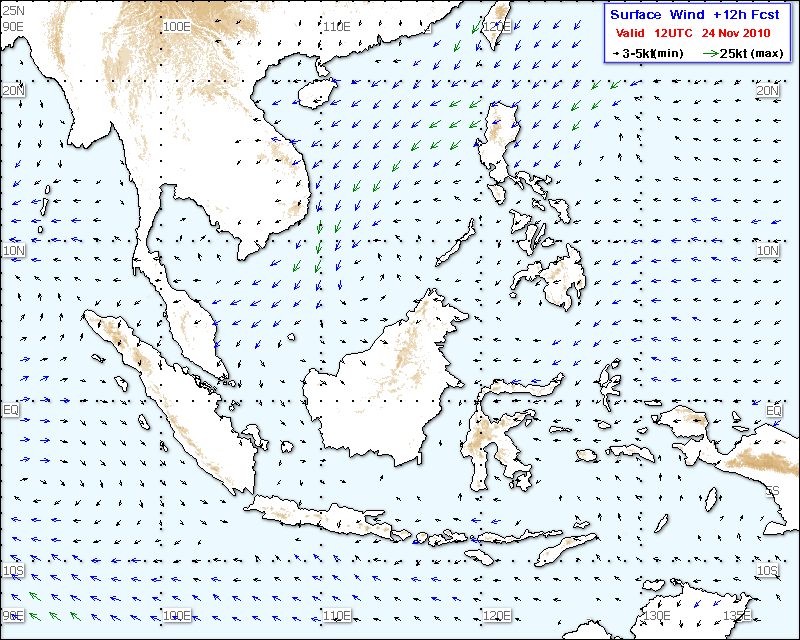 25N
90E
100E
Surface Wind +12h Fcst
Valid 12UTC 24 Nov 2010
3-5kt(min) 25kt (max)
20N
20N
110E
120E
10N
10N
EQ
EQ
5S
10S
10S
90E
100E
110E
120E
130E
135E